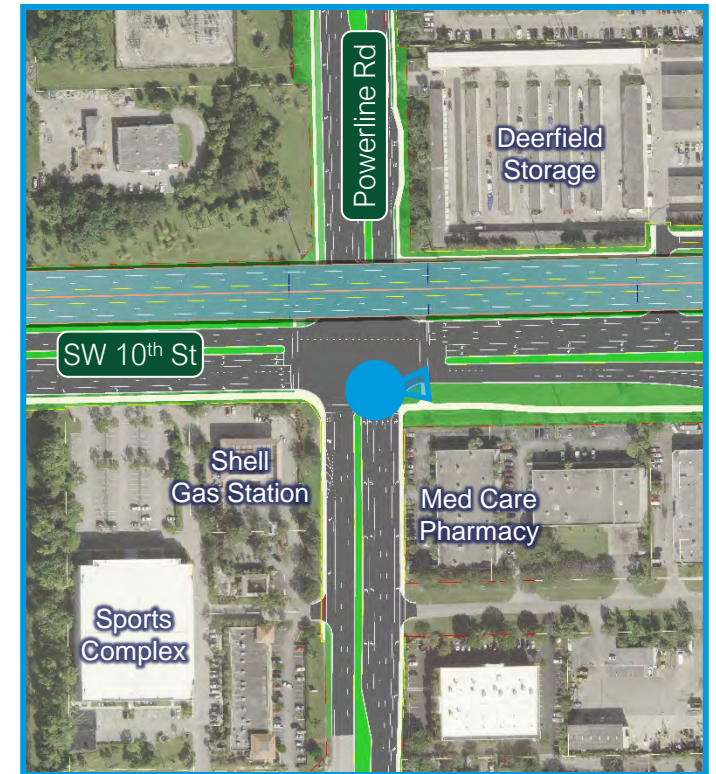 Powerline Rd
Deerfield
Storage
SW 10th St
Shell
Gas Station
Med Care
Pharmacy
Sports
Complex